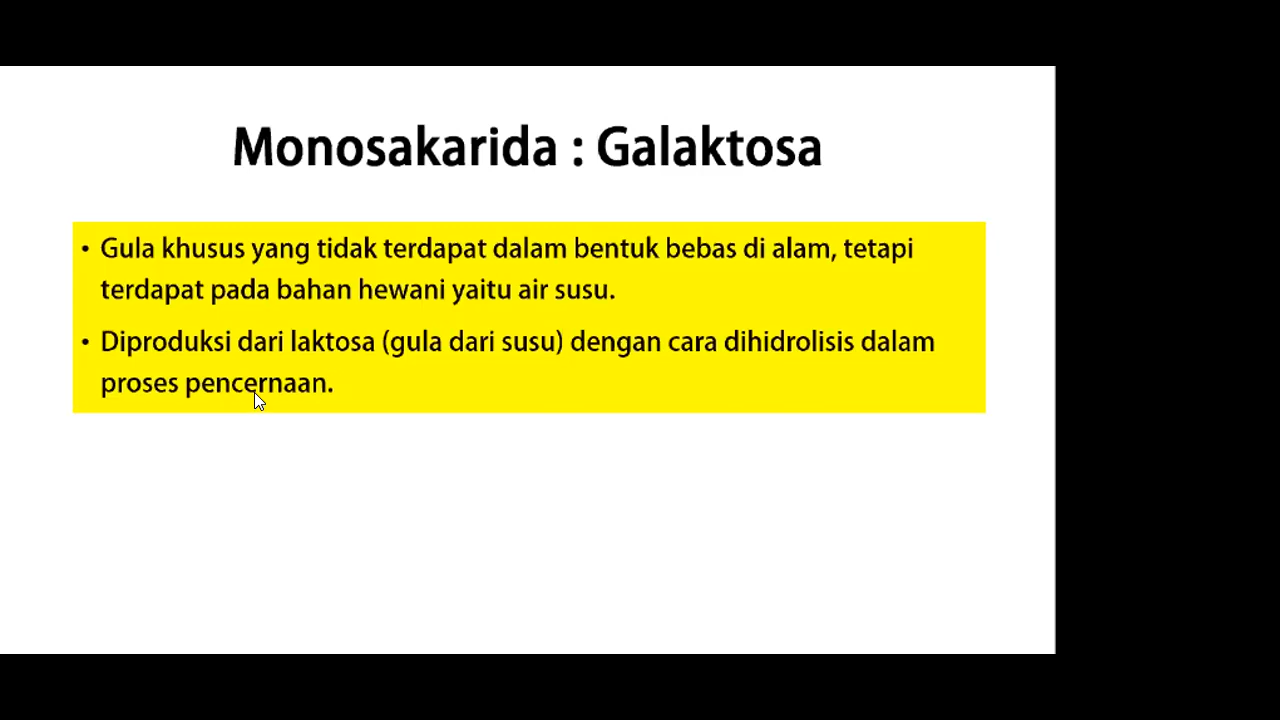 Monosakarida : Galaktosa
• Gula khusus yang tidak terdapat dalam bentuk bebas di alam, tetapi
terdapat pada bahan hewani yaitu air susu.
• Diproduksi dari laktosa (gula dari susu) dengan cara dihidrolisis dalam
proses pencernaan.